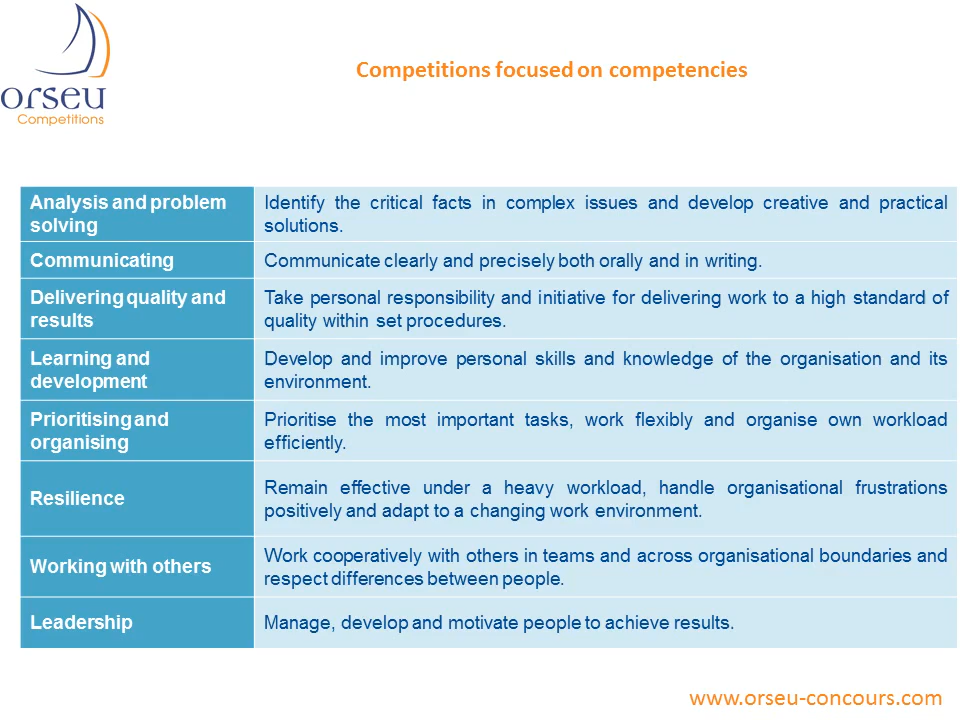 orseu
Competitions
Competitions focused on competencies
Analysis and problem
solving
Identify the critical facts in complex issues and develop creative and practical
solutions.
Communicating
Communicate clearly and precisely both orally and in writing.
Delivering quality and
results
Take personal responsibility and initiative for delivering work to a high standard of
quality within set procedures.
Learning and
development
Develop and improve personal skills and knowledge of the organisation and its
environment.
Prioritising and
organising
Prioritise the most important tasks, work flexibly and organise own workload
efficiently.
Resilience
Remain effective under a heavy workload, handle organisational frustrations
positively and adapt to a changing work environment.
Working with others
Work cooperatively with others in teams and across organisational boundaries and
respect differences between people.
Leadership
Manage, develop and motivate people to achieve results.
www.orseu-concours.com